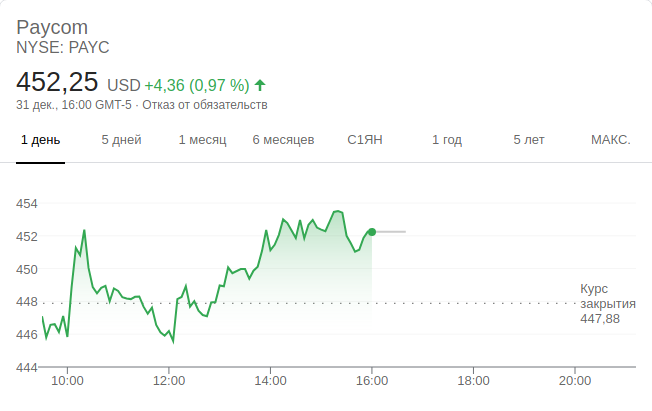 Paycom
NYSE: PAYC
452,25 USD +4,36 (0,97 %)
31 дек., 16:00 GMT-5 · Отказ от обязательств
1 день 5 дней 1 месяц 6 месяцев С1ЯН 1 год 5 лет МАКС.
454
452
450
448
446
444
Курс
закрытия
447,88
10:00 12:00 14:00 16:00 18:00 20:00